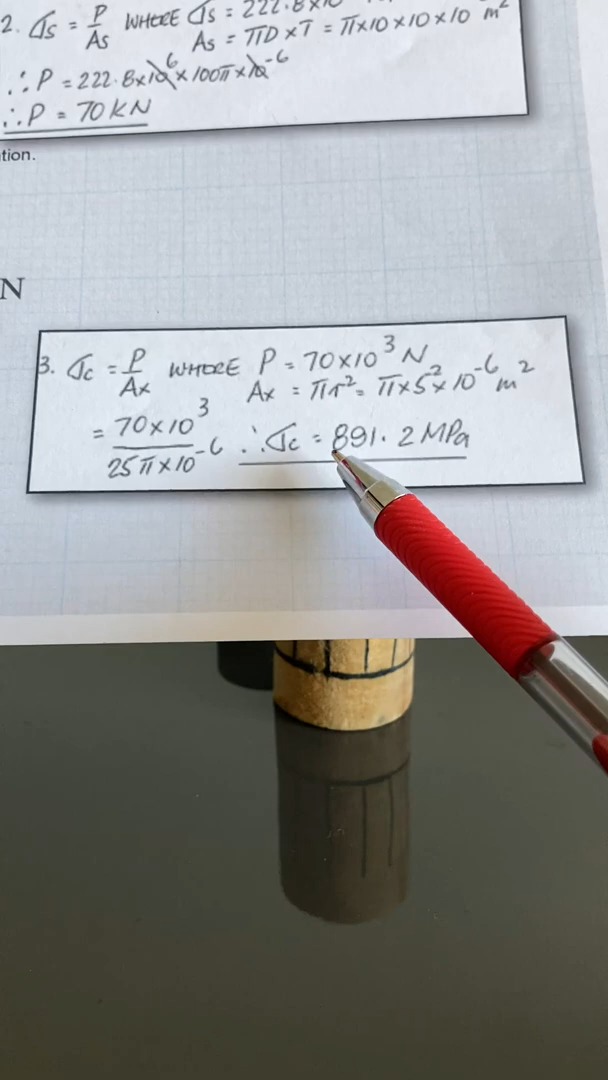 2. σs = P/As WHERE σs = 222.8×10
As = πD×T = π×10×10×10 m²
∴ P = 222.8×10⁶×100π×10⁻⁶
∴ P = 70KN
tion.
N
3. σc = P/Ax WHERE P = 70×10³ N
Ax = πr² = π×5²×10⁻⁶ m²
= 70×10³/25π×10⁻⁶ ∴ σc = 891.2 MPa